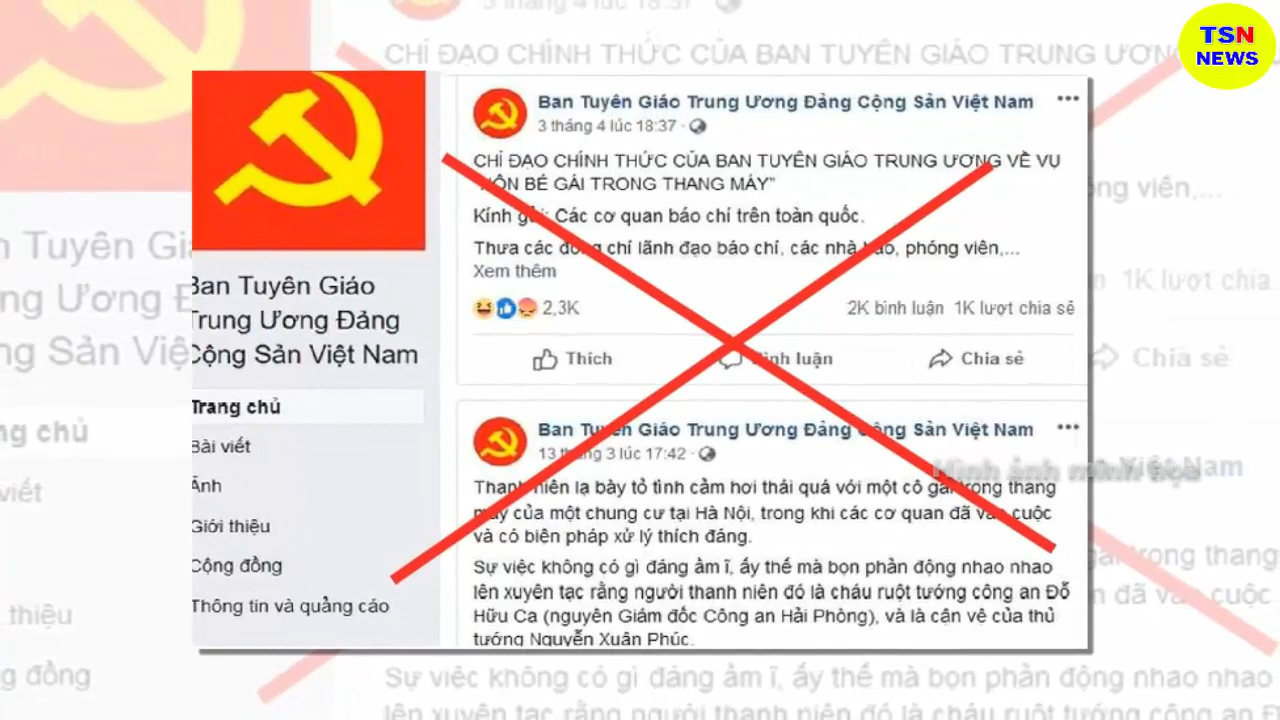 TSN
NEWS
Ban Tuyên Giáo
Trung Ương Đảng
Cộng Sản Việt Nam
Trang chủ
Bài viết
Ảnh
Giới thiệu
Cộng đồng
Thông tin và quảng cáo
Ban Tuyên Giáo Trung Ương Đảng Cộng Sản Việt Nam
3 tháng 4 lúc 18:37
CHỈ ĐẠO CHÍNH THỨC CỦA BAN TUYÊN GIÁO TRUNG ƯƠNG VỀ VỤ
"HÔN BÉ GÁI TRONG THANG MÁY"
Kính gửi: Các cơ quan báo chí trên toàn quốc.
Thưa các đồng chí lãnh đạo báo chí, các nhà báo, phóng viên,...
Xem thêm
2,3K
2K bình luận 1K lượt chia sẻ
Thích Bình luận Chia sẻ
Ban Tuyên Giáo Trung Ương Đảng Cộng Sản Việt Nam
13 tháng 3 lúc 17:42
Thanh niên lạ bày tỏ tình cảm hơi thái quá với một cô gái trong thang
máy của một chung cư tại Hà Nội, trong khi các cơ quan đã vào cuộc
và có biện pháp xử lý thích đáng.
Sự việc không có gì đáng ầm ĩ, ấy thế mà bọn phản động nhao nhao
lên xuyên tạc rằng người thanh niên đó là cháu ruột tướng công an Đỗ
Hữu Ca (nguyên Giám đốc Công an Hải Phòng), và là cận vệ của thủ
tướng Nguyễn Xuân Phúc.
Hình ảnh minh họa